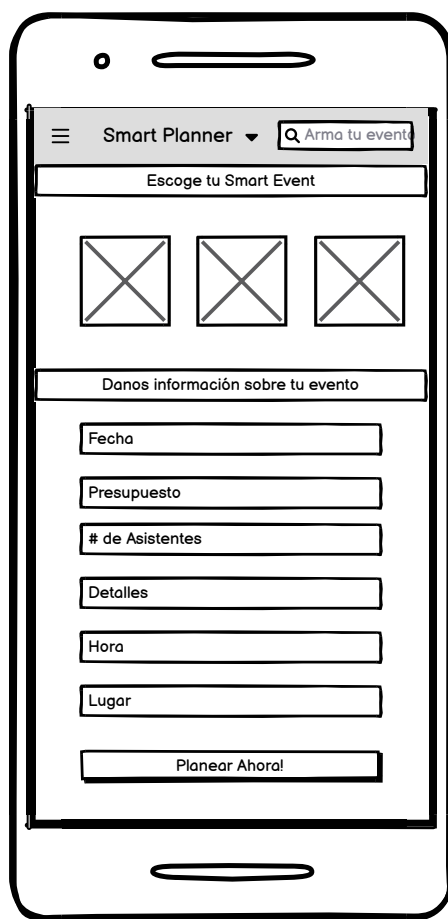 Smart Planner
Arma tu evento
Escoge tu Smart Event
Danos información sobre tu evento
Fecha
Presupuesto
# de Asistentes
Detalles
Hora
Lugar
Planear Ahora!